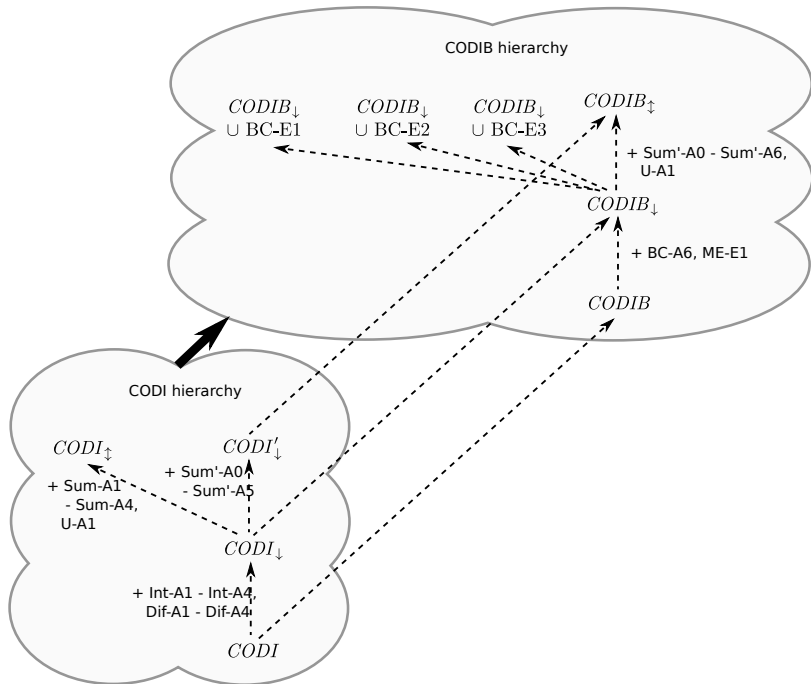 CODIB hierarchy
CODIB↓ ∪ BC-E1
CODIB↓ ∪ BC-E2
CODIB↓ ∪ BC-E3
CODIB↕
+ Sum'-A0 - Sum'-A6,
U-A1
CODIB↓
+ BC-A6, ME-E1
CODIB
CODI hierarchy
CODI↕
CODI′↓
+ Sum'-A0
- Sum'-A5
+ Sum-A1
- Sum-A4,
U-A1
CODI↓
+ Int-A1 - Int-A4,
Dif-A1 - Dif-A4
CODI